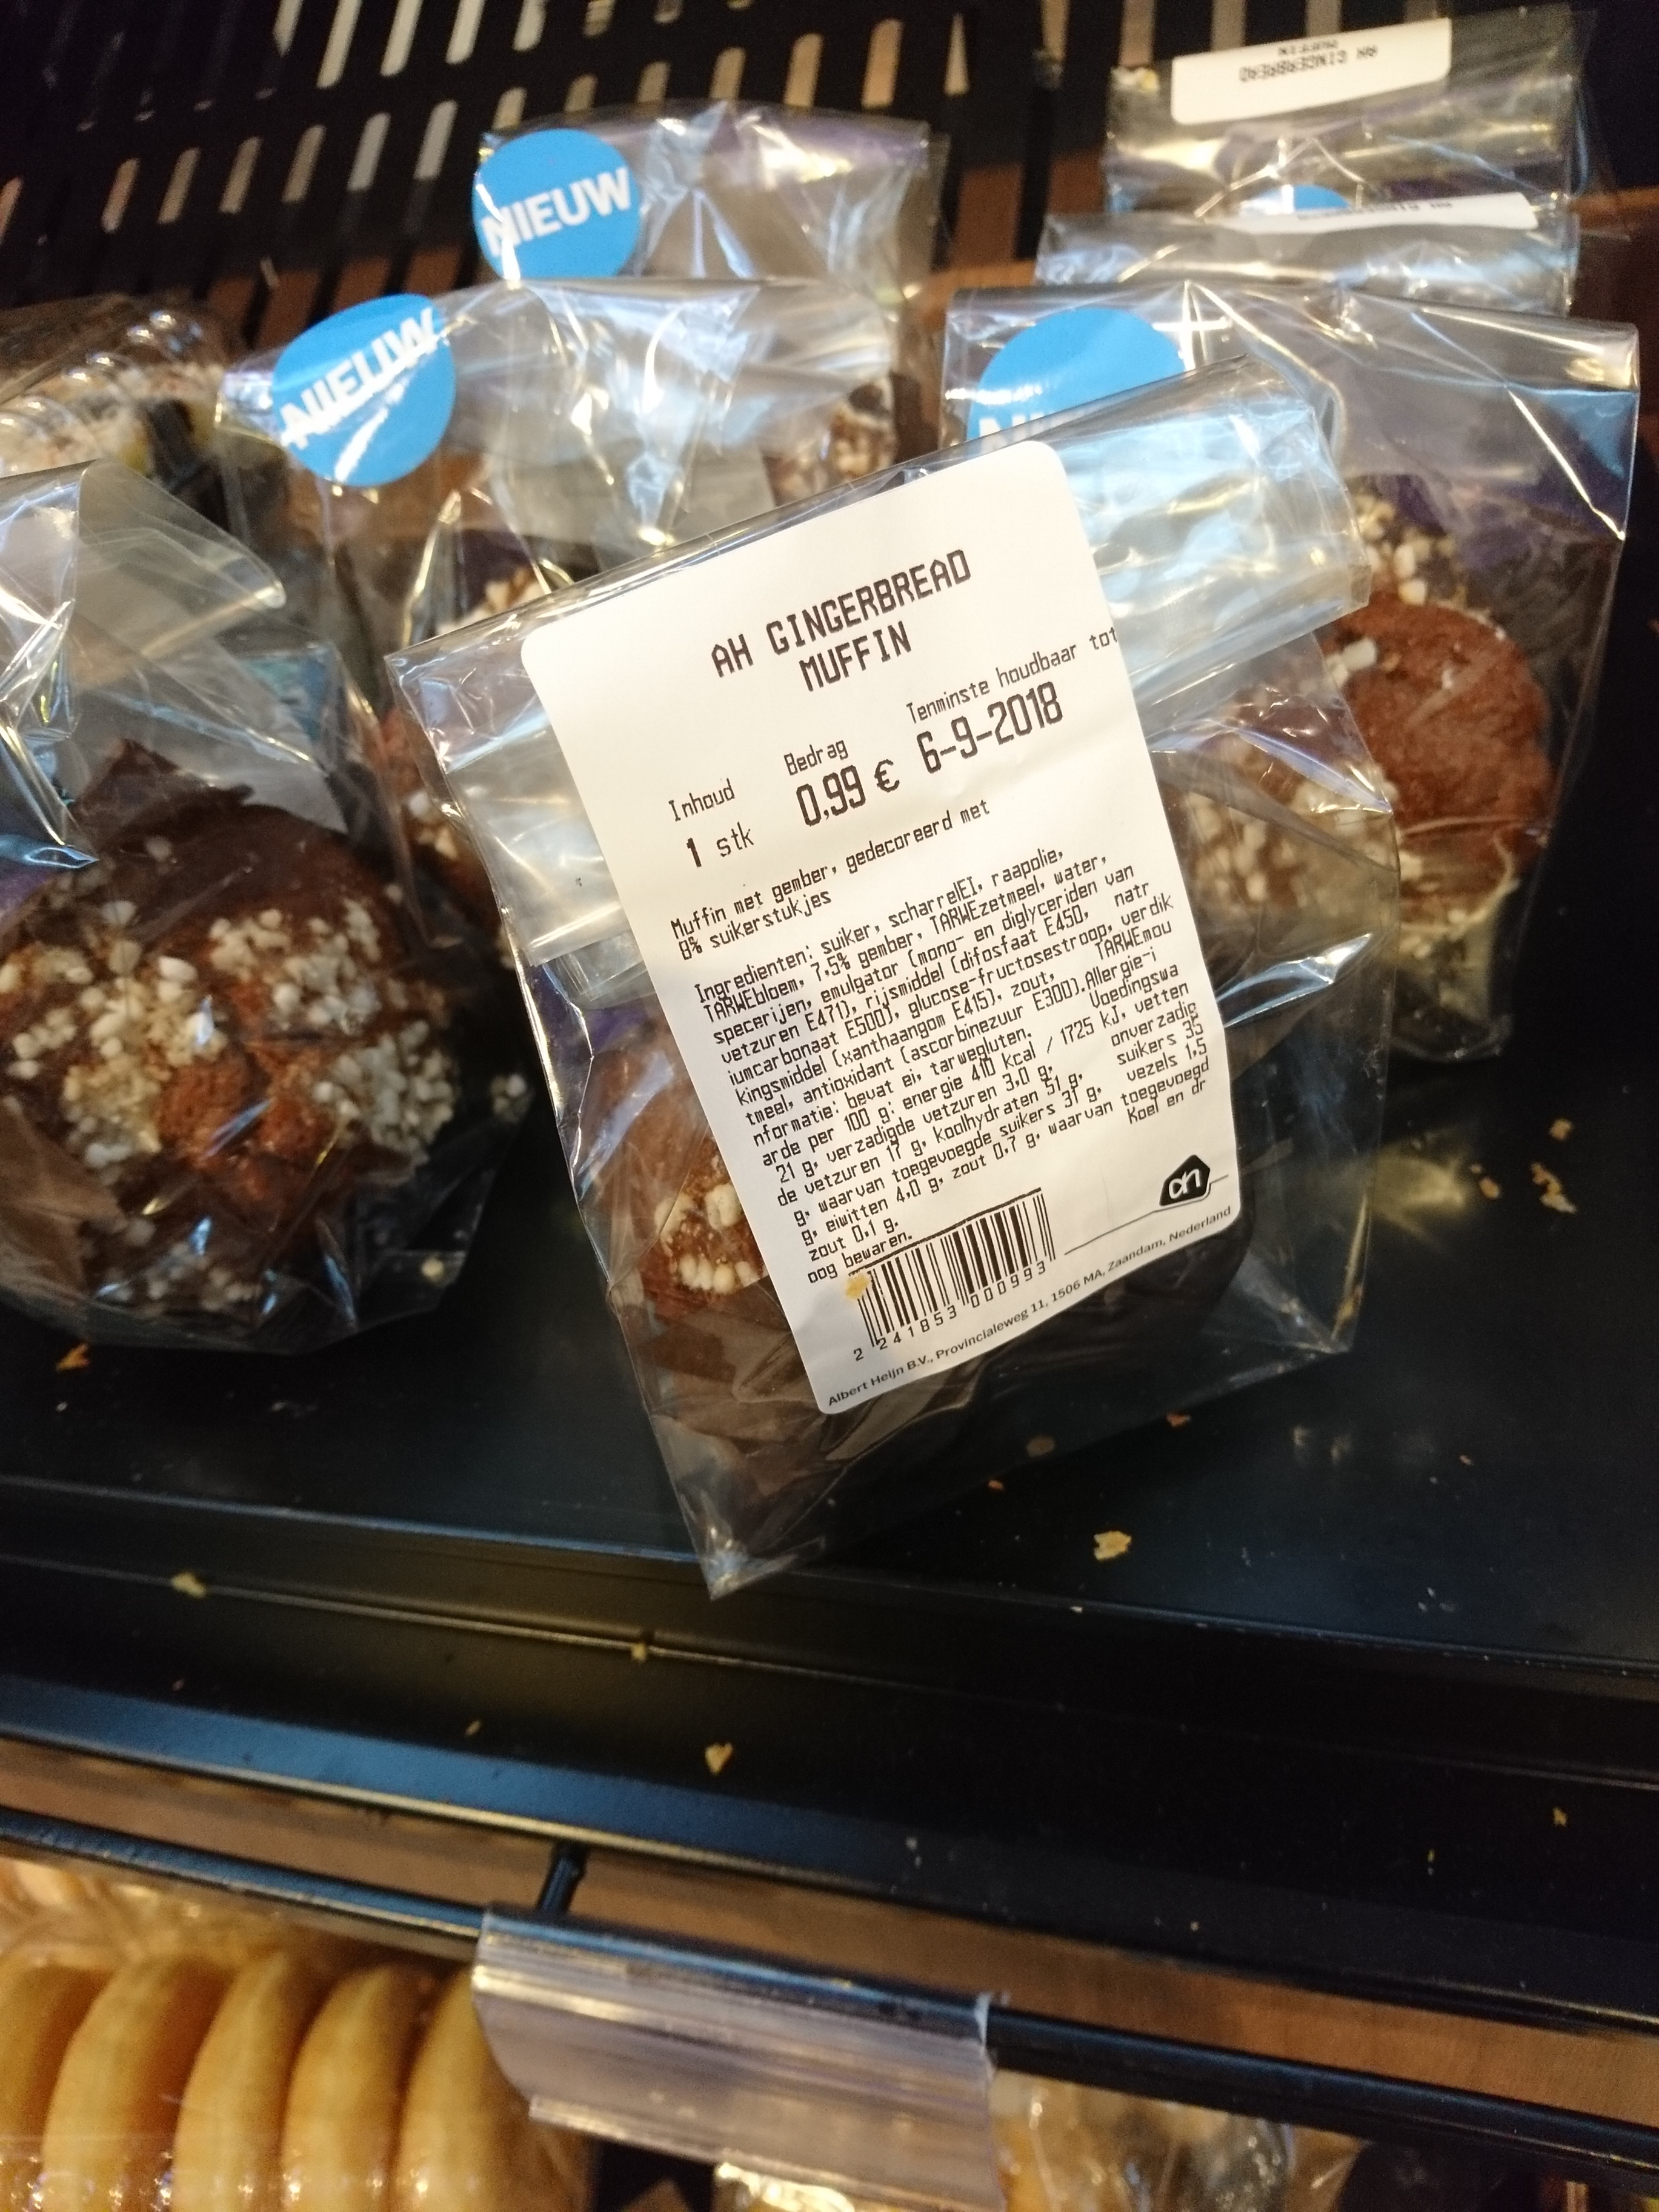 AH GINGERBREAD
MUFFIN
NIEUW
NIEUW
AH GINGERBREAD
MUFFIN
Inhoud
1 stk
Bedrag
0,99 €
Tenminste houdbaar tot
6-9-2018
Muffin met gember, gedecoreerd met
8% suikerstukjes
Ingredienten: suiker, scharrelEI, raapolie,
TARWEbloem, 7,5% gember, TARWEzetmeel, water,
specerijen, emulgator (mono- en diglyceriden van
vetzuren E471), rijsmiddel (difosfaat E450, natr
iumcarbonaat E500), glucose-fructosestroop, verdik
kingsmiddel (xanthaangom E415), zout, TARWEmou
tmeel, antioxidant (ascorbinezuur E300).Allergie-i
nformatie: bevat ei, tarwegluten. Voedingswa
arde per 100 g: energie 410 kcal / 1725 kJ, vetten
21 g, verzadigde vetzuren 3,0 g, onverzadig
de vetzuren 17 g, koolhydraten 51 g, suikers 35
g, waarvan toegevoegde suikers 31 g, vezels 1,5
g, eiwitten 4,0 g, zout 0,7 g, waarvan toegevoegd
zout 0,1 g. Koel en dr
oog bewaren.
2 241853 000993
ah
Albert Heijn B.V., Provincialeweg 11, 1506 MA, Zaandam, Nederland